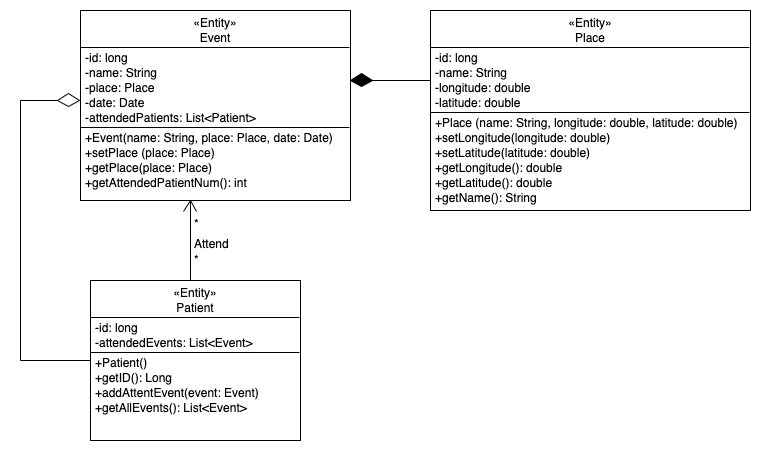 «Entity»
Event
-id: long
-name: String
-place: Place
-date: Date
-attendedPatients: List<Patient>
+Event(name: String, place: Place, date: Date)
+setPlace (place: Place)
+getPlace(place: Place)
+getAttendedPatientNum(): int
«Entity»
Place
-id: long
-name: String
-longitude: double
-latitude: double
+Place (name: String, longitude: double, latitude: double)
+setLongitude(longitude: double)
+setLatitude(latitude: double)
+getLongitude(): double
+getLatitude(): double
+getName(): String
*
Attend
*
«Entity»
Patient
-id: long
-attendedEvents: List<Event>
+Patient()
+getID(): Long
+addAttentEvent(event: Event)
+getAllEvents(): List<Event>